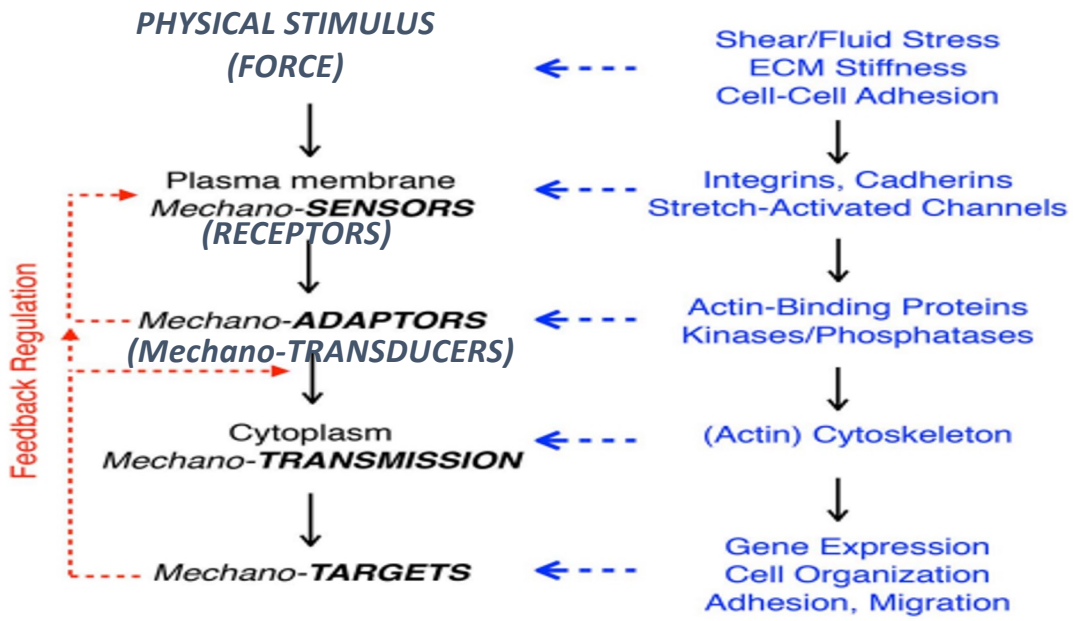 PHYSICAL STIMULUS
(FORCE)
Shear/Fluid Stress
ECM Stiffness
Cell-Cell Adhesion
Plasma membrane
Mechano-SENSORS
(RECEPTORS)
Integrins, Cadherins
Stretch-Activated Channels
Mechano-ADAPTORS
(Mechano-TRANSDUCERS)
Actin-Binding Proteins
Kinases/Phosphatases
Cytoplasm
Mechano-TRANSMISSION
(Actin) Cytoskeleton
Mechano-TARGETS
Gene Expression
Cell Organization
Adhesion, Migration
Feedback Regulation